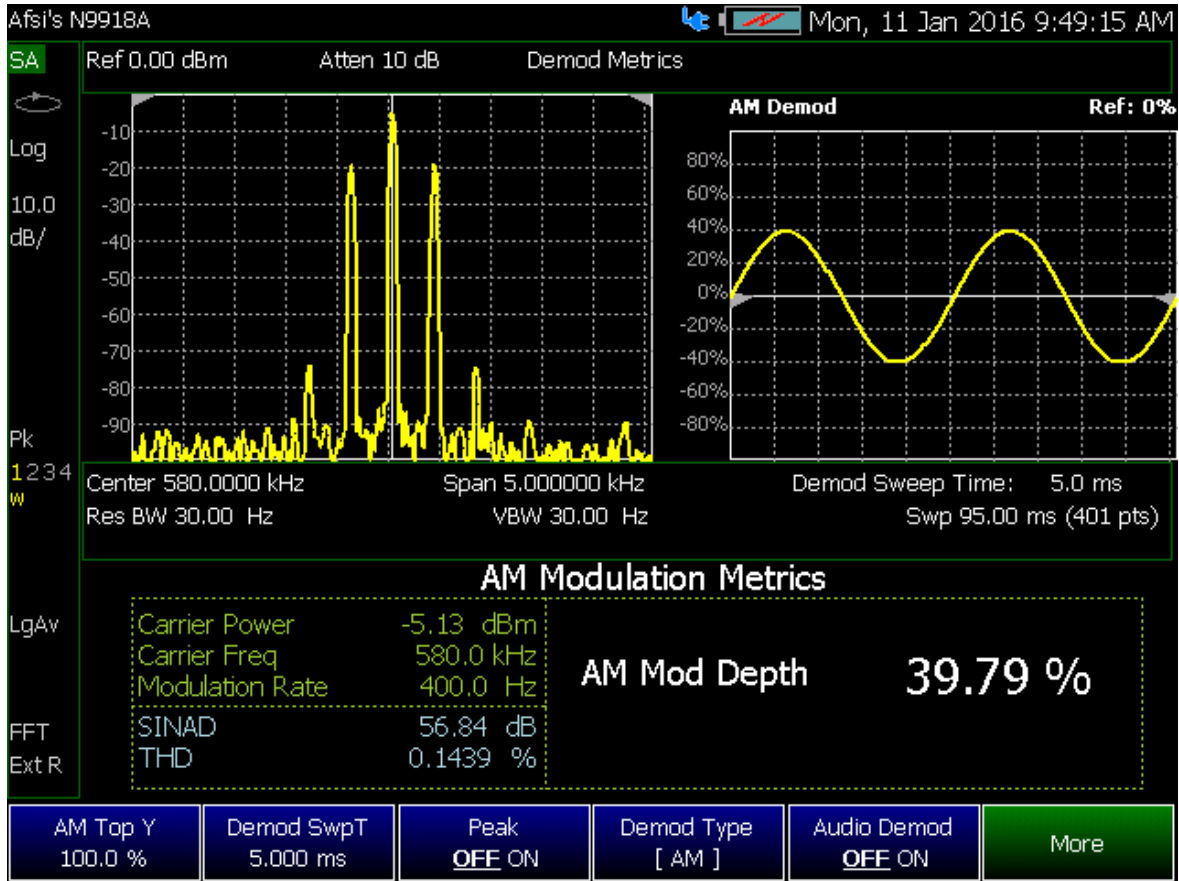 Afsi's N9918A
Mon, 11 Jan 2016 9:49:15 AM
SA
Ref 0.00 dBm Atten 10 dB Demod Metrics
Log
10.0
dB/
Pk
1234
W
LgAv
FFT
Ext R
-10
-20
-30
-40
-50
-60
-70
-80
-90
AM Demod Ref: 0%
80%
60%
40%
20%
0%
-20%
-40%
-60%
-80%
Center 580.0000 kHz Span 5.000000 kHz Demod Sweep Time: 5.0 ms
Res BW 30.00 Hz VBW 30.00 Hz Swp 95.00 ms (401 pts)
AM Modulation Metrics
Carrier Power -5.13 dBm
Carrier Freq 580.0 kHz
Modulation Rate 400.0 Hz
SINAD 56.84 dB
THD 0.1439 %
AM Mod Depth 39.79 %
AM Top Y
100.0 %
Demod SwpT
5.000 ms
Peak
OFF ON
Demod Type
[ AM ]
Audio Demod
OFF ON
More